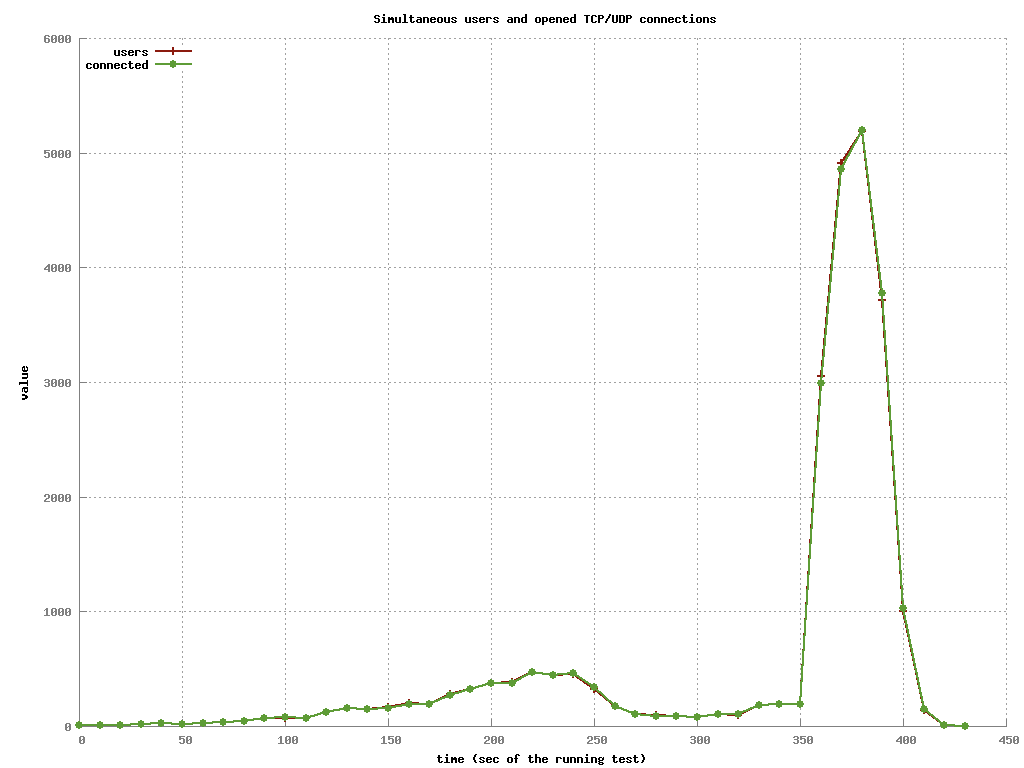 Simultaneous users and opened TCP/UDP connections
6000
users
connected
5000
4000
value
3000
2000
1000
0
0 50 100 150 200 250 300 350 400 450
time (sec of the running test)